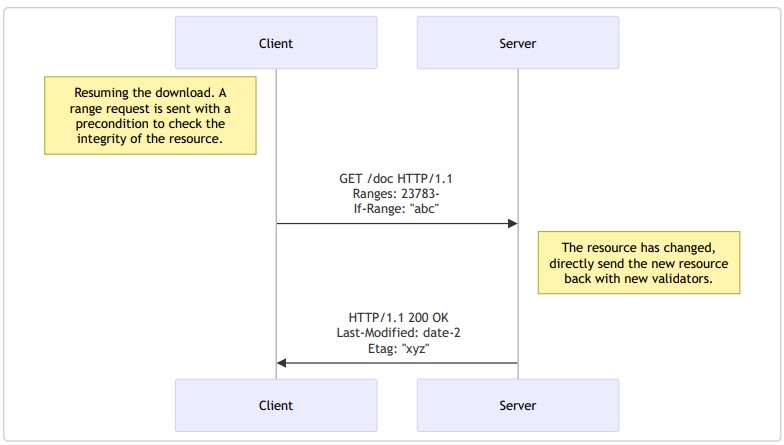 Client
Server
Resuming the download. A
range request is sent with a
precondition to check the
integrity of the resource.
GET /doc HTTP/1.1
Ranges: 23783-
If-Range: "abc"
The resource has changed,
directly send the new resource
back with new validators.
HTTP/1.1 200 OK
Last-Modified: date-2
Etag: "xyz"
Client
Server